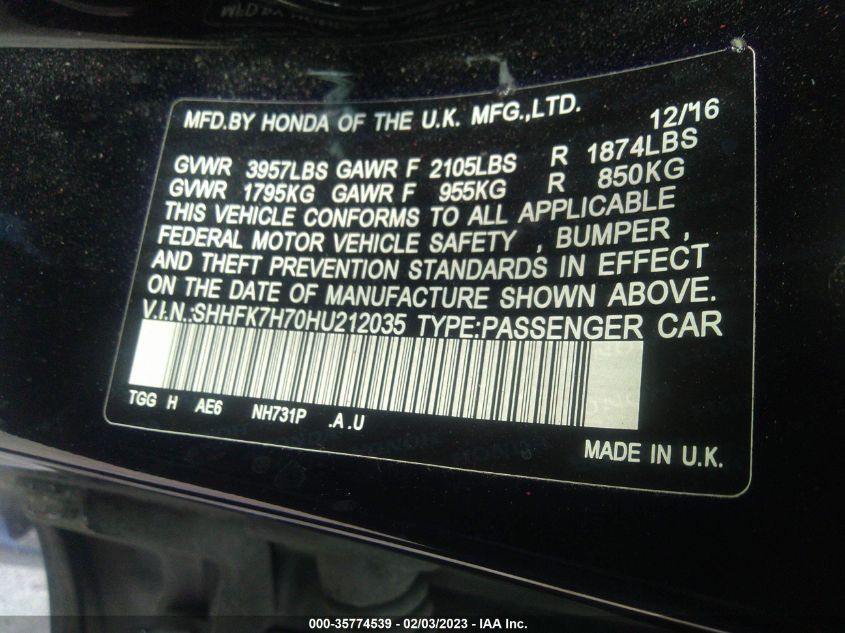 MFD.BY HONDA OF THE U.K. MFG.,LTD. 12/16
GVWR 3957LBS GAWR F 2105LBS R 1874LBS
GVWR 1795KG GAWR F 955KG R 850KG
THIS VEHICLE CONFORMS TO ALL APPLICABLE
FEDERAL MOTOR VEHICLE SAFETY , BUMPER ,
AND THEFT PREVENTION STANDARDS IN EFFECT
ON THE DATE OF MANUFACTURE SHOWN ABOVE.
V.I.N.:SHHFK7H70HU212035 TYPE:PASSENGER CAR
TGG H AE6 NH731P .A .U
MADE IN U.K.
000-35774539 - 02/03/2023 - IAA Inc.